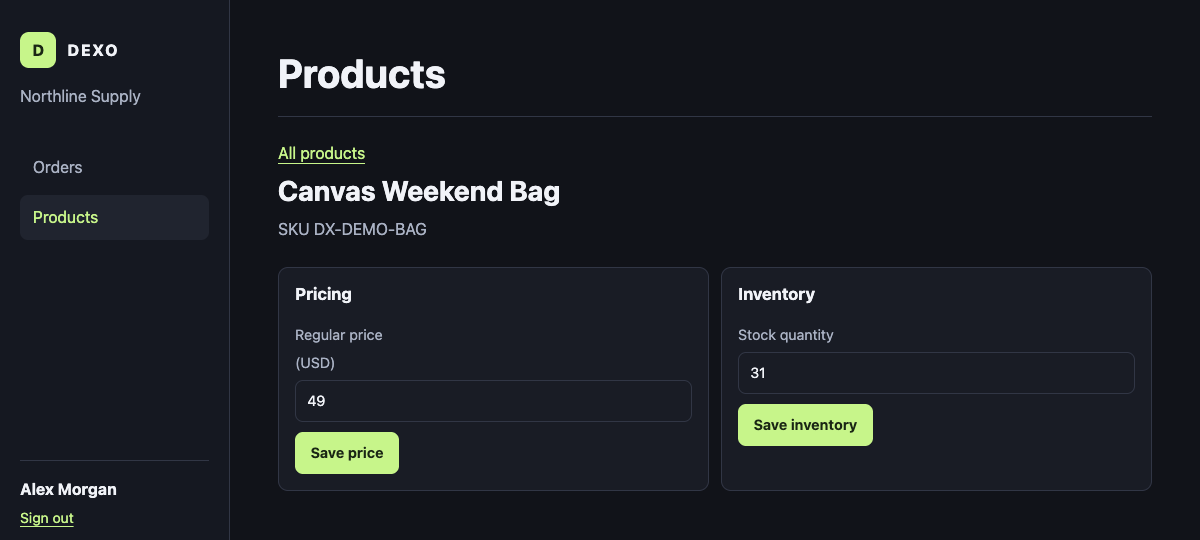 D DEXO
Northline Supply
Orders
Products
Alex Morgan
Sign out
Products
All products
Canvas Weekend Bag
SKU DX-DEMO-BAG
Pricing
Regular price
(USD)
49
Save price
Inventory
Stock quantity
31
Save inventory